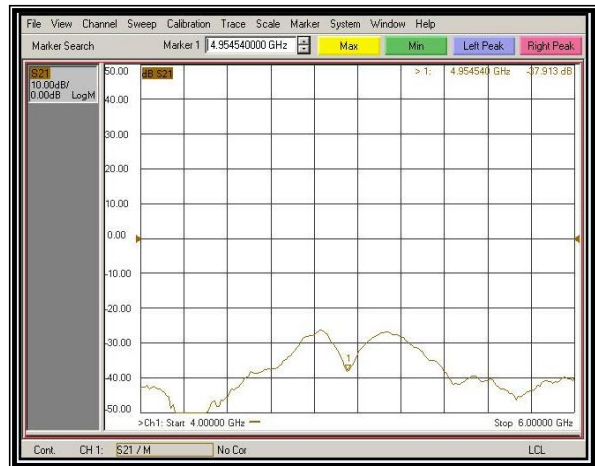 File View Channel Sweep Calibration Trace Scale Marker System Window Help
Marker Search Marker 1 4.954540000 GHz Max Min Left Peak Right Peak
S21
10.00dB/
0.00dB LogM
dB S21
> 1: 4.954540 GHz -37.913 dB
50.00
40.00
30.00
20.00
10.00
0.00
-10.00
-20.00
-30.00
-40.00
-50.00
1
>Ch1: Start 4.00000 GHz Stop 6.00000 GHz
Cont. CH 1: S21 / M No Cor LCL